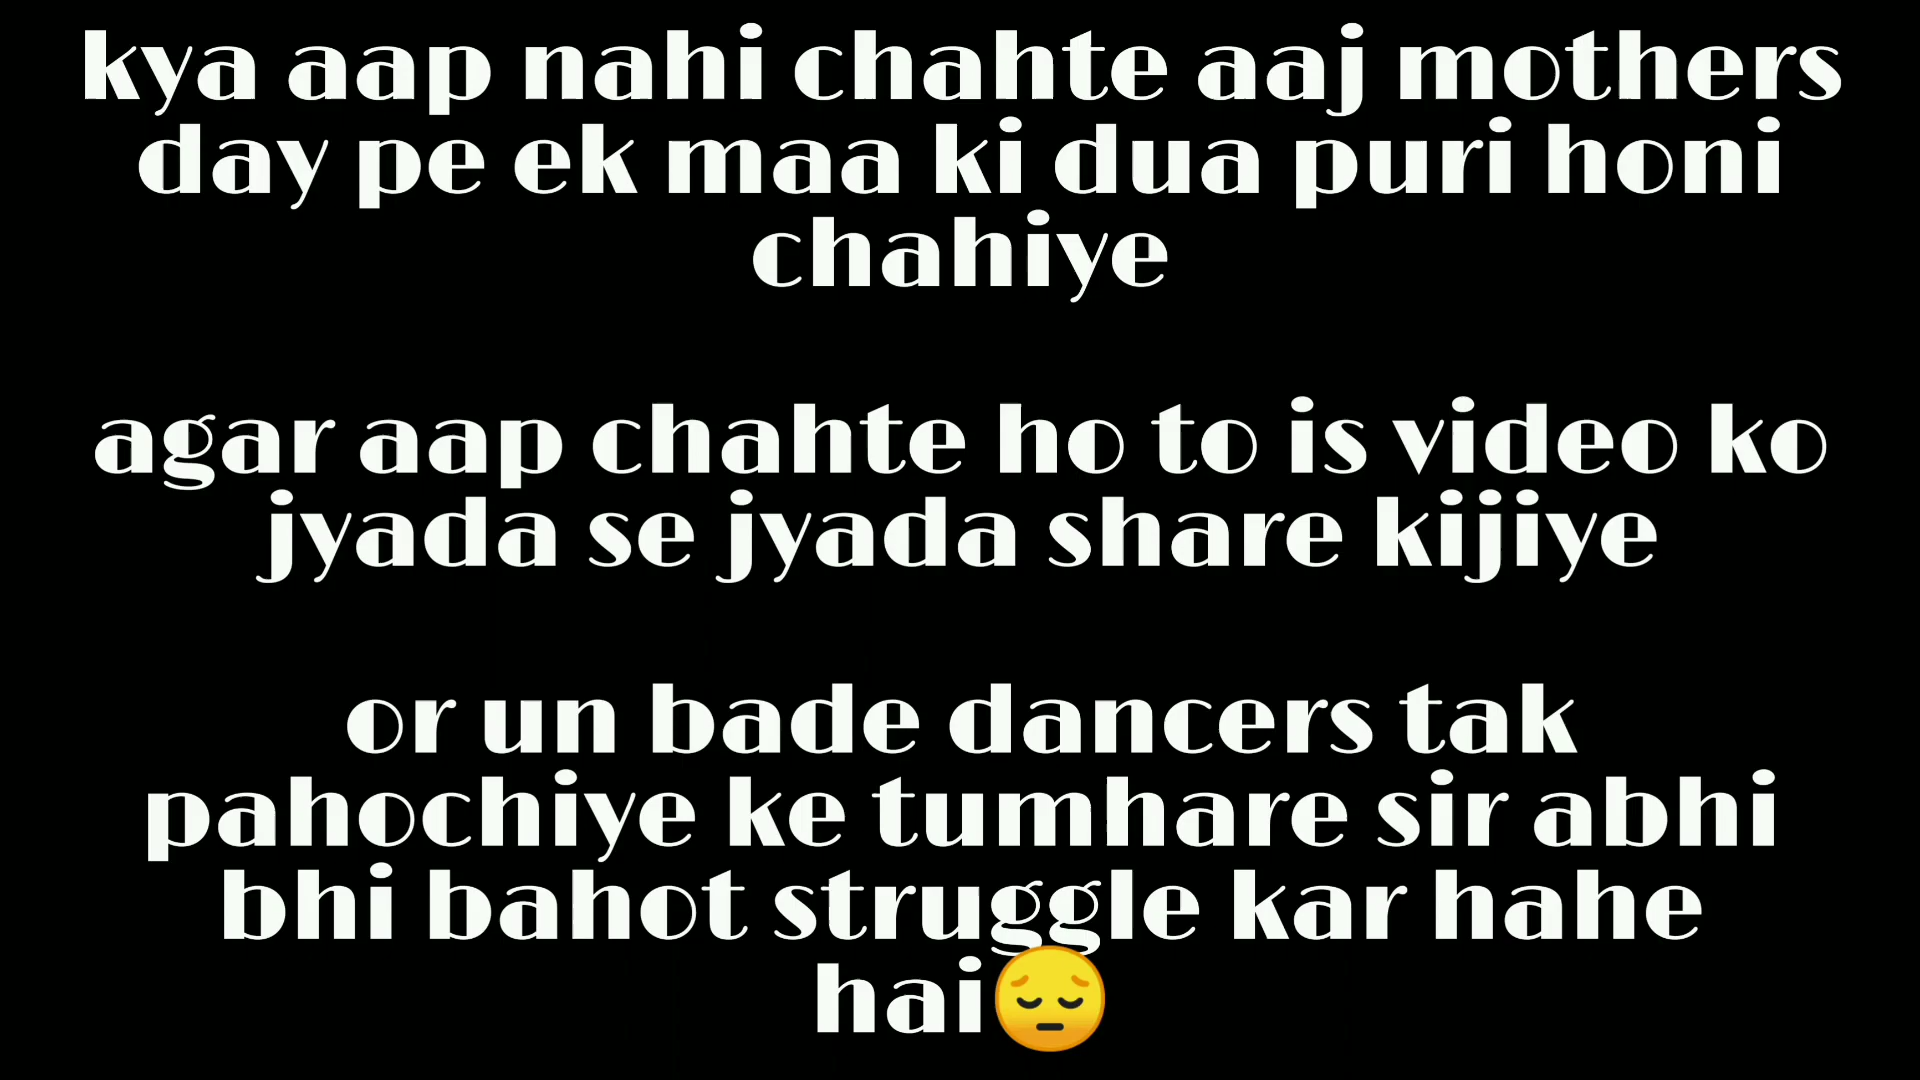 kya aap nahi chahte aaj mothers
day pe ek maa ki dua puri honi
chahiye
agar aap chahte ho to is video ko
jyada se jyada share kijiye
or un bade dancers tak
pahochiye ke tumhare sir abhi
bhi bahot struggle kar hahe
hai😔